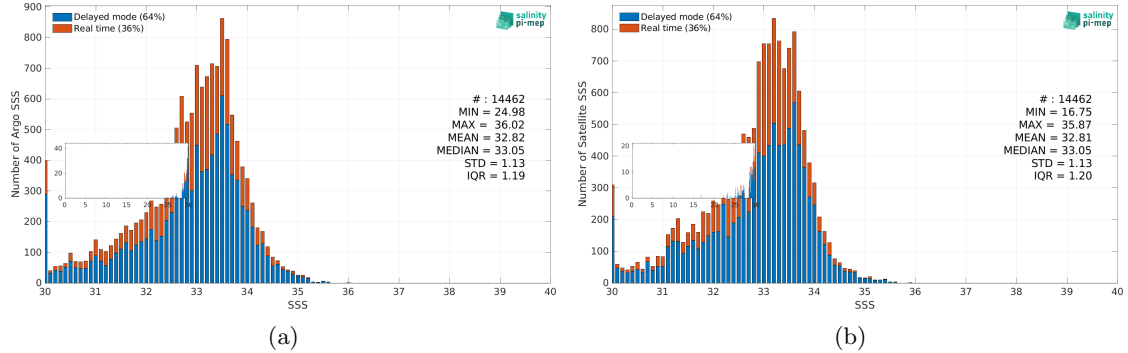 Delayed mode (64%)
Real time (36%)
salinity
pi-mep
Number of Argo SSS
900
800
700
600
500
400
300
200
100
0
# : 14462
MIN = 24.98
MAX = 36.02
MEAN = 32.82
MEDIAN = 33.05
STD = 1.13
IQR = 1.19
40
20
0
0 5 10 15 20 25 30
30 31 32 33 34 35 36 37 38 39 40
SSS
(a)
Delayed mode (64%)
Real time (36%)
salinity
pi-mep
Number of Satellite SSS
800
700
600
500
400
300
200
100
0
# : 14462
MIN = 16.75
MAX = 35.87
MEAN = 32.81
MEDIAN = 33.05
STD = 1.13
IQR = 1.20
20
10
0
0 5 10 15 20 25 30
30 31 32 33 34 35 36 37 38 39 40
SSS
(b)